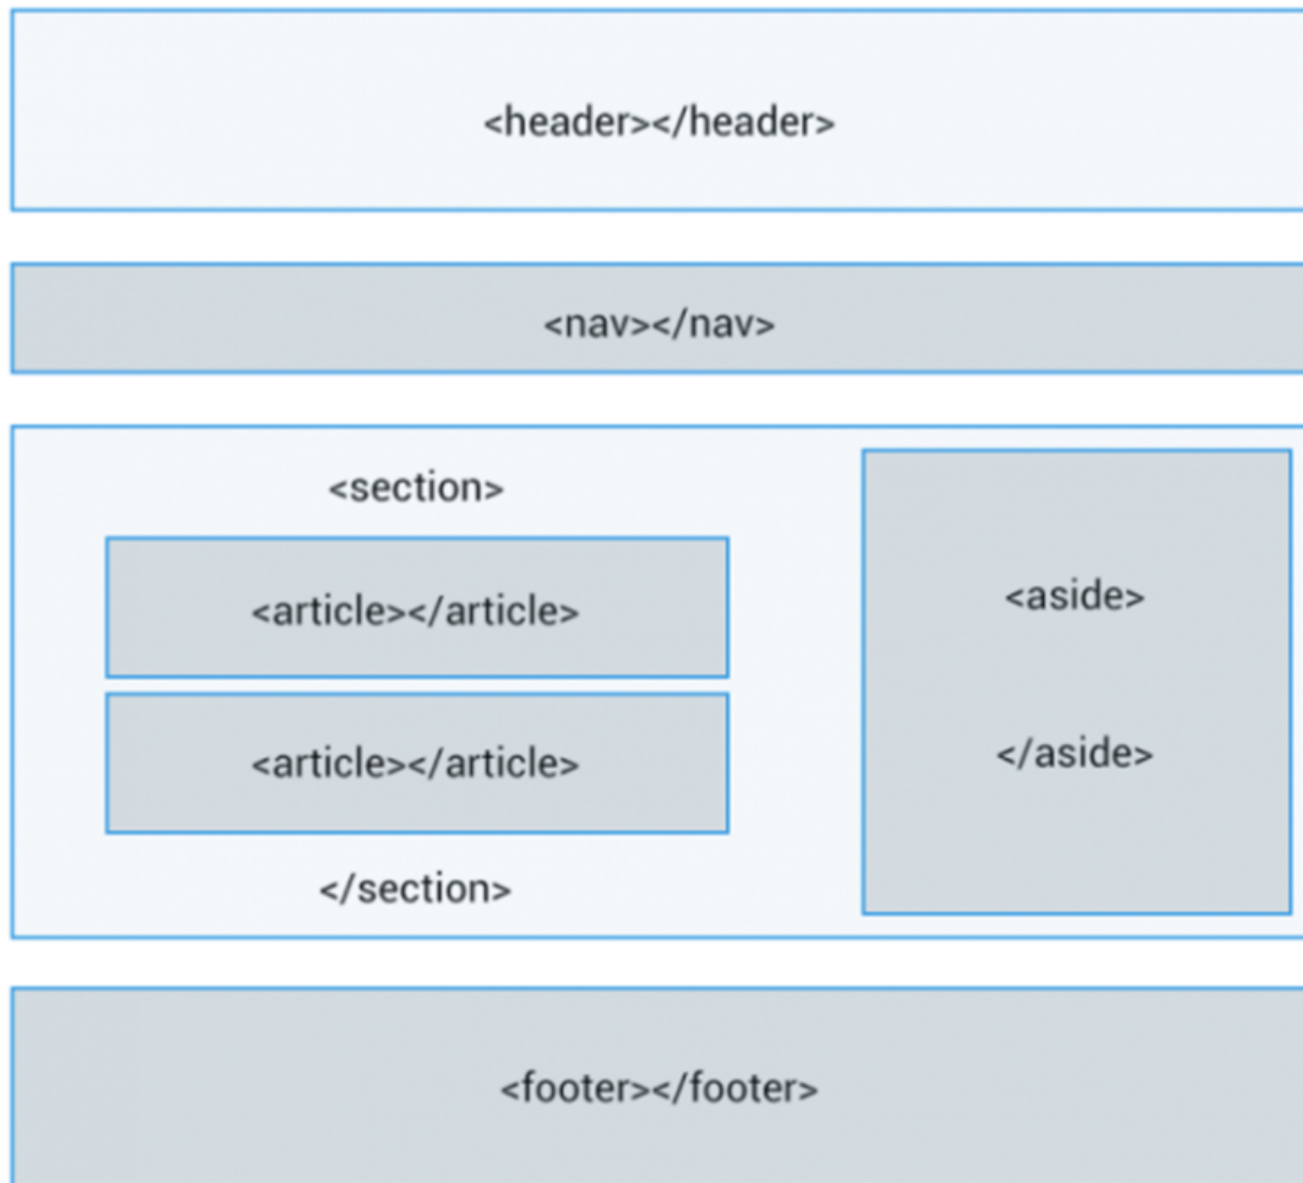 <header></header>
<nav></nav>
<section>
<article></article>
<article></article>
</section>
<aside>
</aside>
<footer></footer>